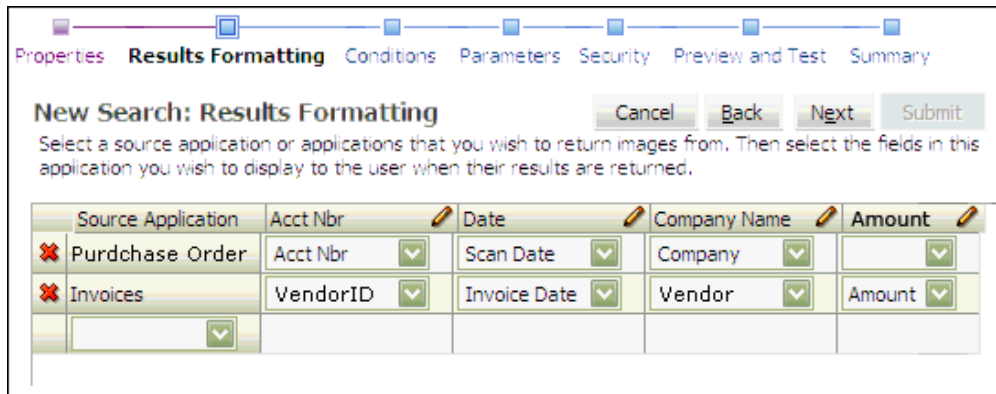 Properties Results Formatting Conditions Parameters Security Preview and Test Summary
New Search: Results Formatting Cancel Back Next Submit
Select a source application or applications that you wish to return images from. Then select the fields in this
application you wish to display to the user when their results are returned.
Source Application Acct Nbr Date Company Name Amount
Purdchase Order Acct Nbr Scan Date Company
Invoices VendorID Invoice Date Vendor Amount